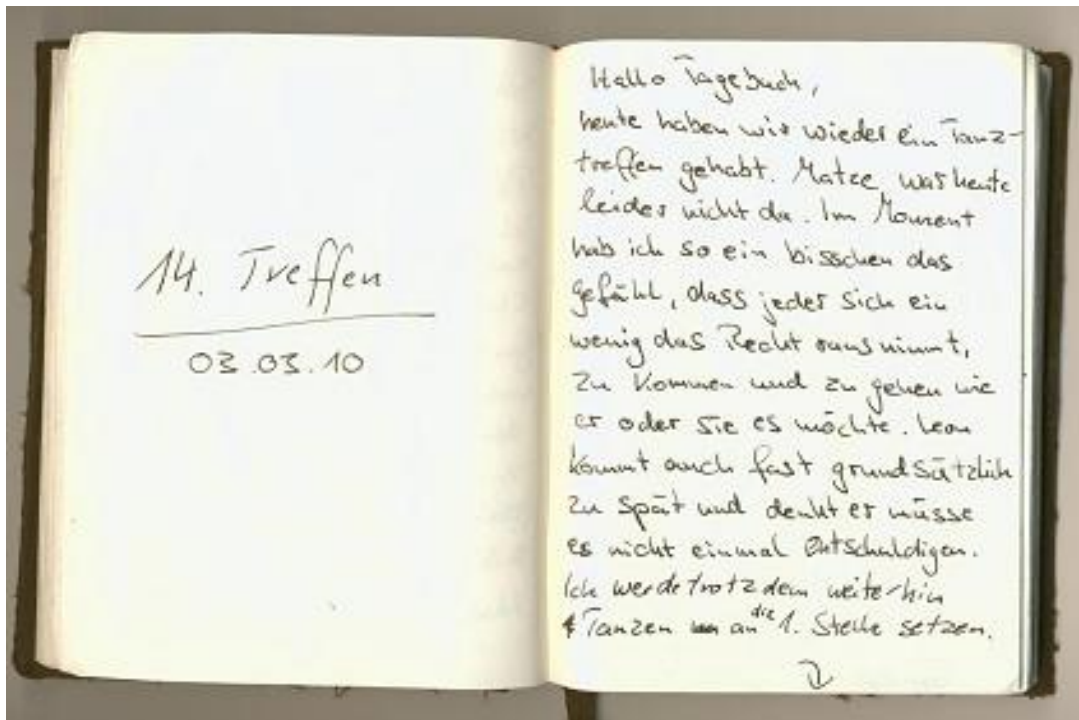 14. Treffen
03.03.10
Hallo Tagebuch,
heute haben wir wieder ein Tanz-
treffen gehabt. Matze war heute
leider nicht da. Im Moment
hab ich so ein bisschen das
Gefühl, dass jeder sich ein
wenig das Recht rausnimmt,
zu kommen und zu gehen wie
er oder sie es möchte. Leon
kommt auch fast grundsätzlich
zu spät und denkt er müsse
es nicht einmal entschuldigen.
Ich werde trotzdem weiterhin
Tanzen an die 1. Stelle setzen.